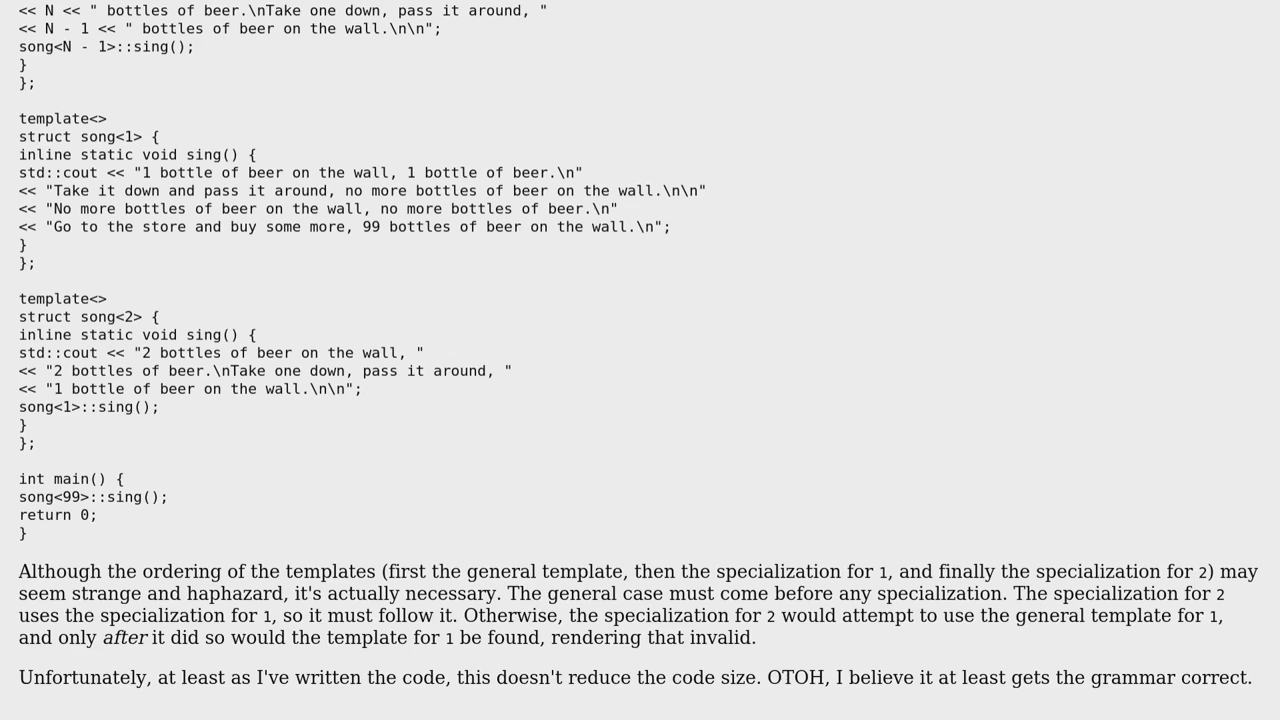 << N << " bottles of beer.\nTake one down, pass it around, "
<< N - 1 << " bottles of beer on the wall.\n\n";
song<N - 1>::sing();
}
};

template<>
struct song<1> {
inline static void sing() {
std::cout << "1 bottle of beer on the wall, 1 bottle of beer.\n"
<< "Take it down and pass it around, no more bottles of beer on the wall.\n\n"
<< "No more bottles of beer on the wall, no more bottles of beer.\n"
<< "Go to the store and buy some more, 99 bottles of beer on the wall.\n";
}
};

template<>
struct song<2> {
inline static void sing() {
std::cout << "2 bottles of beer on the wall, "
<< "2 bottles of beer.\nTake one down, pass it around, "
<< "1 bottle of beer on the wall.\n\n";
song<1>::sing();
}
};

int main() {
song<99>::sing();
return 0;
}

Although the ordering of the templates (first the general template, then the specialization for 1, and finally the specialization for 2) may
seem strange and haphazard, it's actually necessary. The general case must come before any specialization. The specialization for 2
uses the specialization for 1, so it must follow it. Otherwise, the specialization for 2 would attempt to use the general template for 1,
and only after it did so would the template for 1 be found, rendering that invalid.

Unfortunately, at least as I've written the code, this doesn't reduce the code size. OTOH, I believe it at least gets the grammar correct.